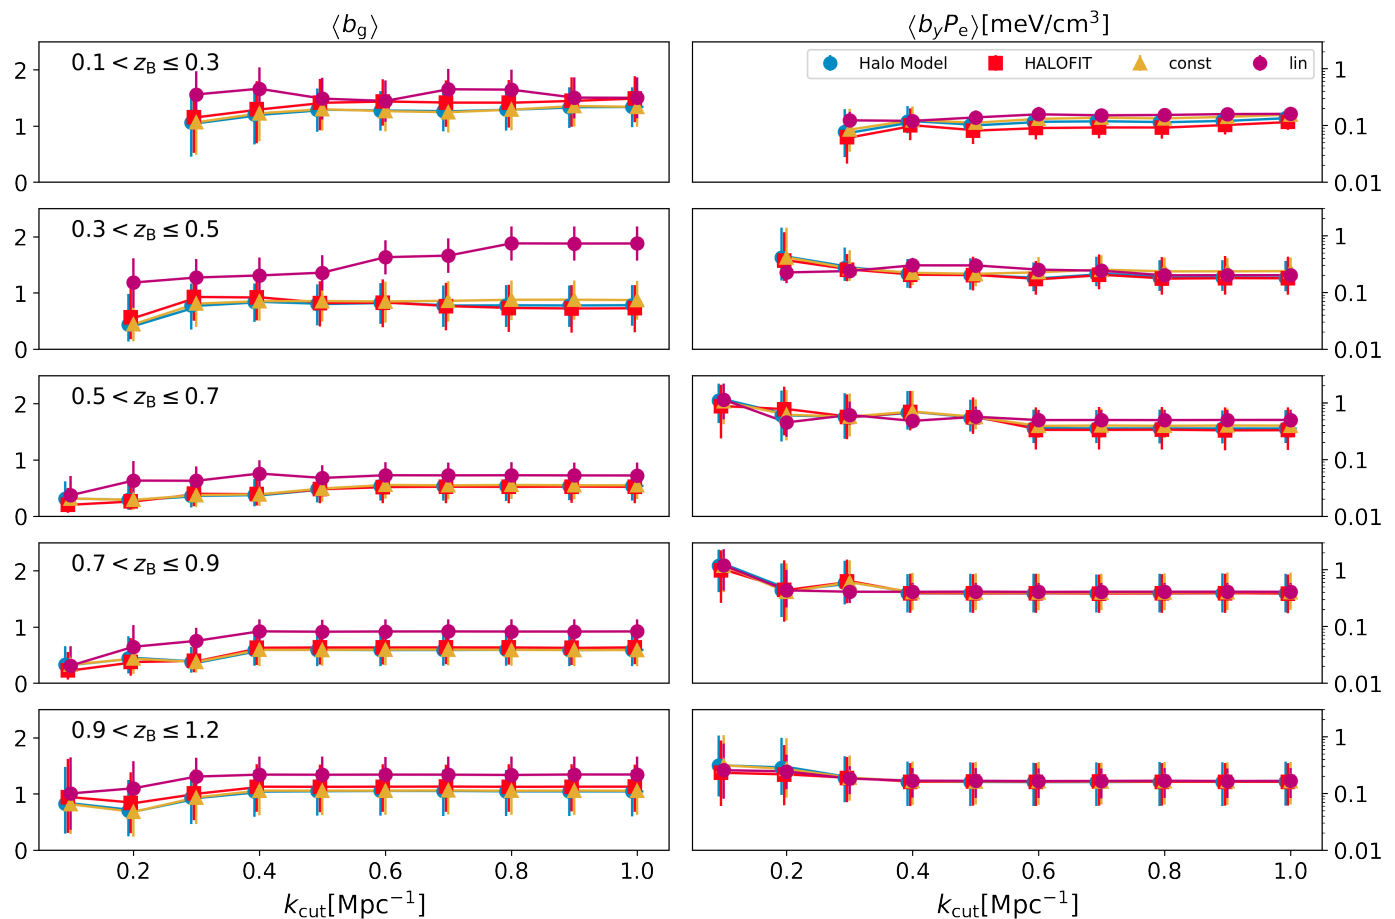 ⟨b_g⟩
⟨b_yP_e⟩[meV/cm³]
0.1 < z_B ≤ 0.3
Halo Model HALOFIT const lin
2
1
0
1
0.1
0.01
0.3 < z_B ≤ 0.5
2
1
0
1
0.1
0.01
0.5 < z_B ≤ 0.7
2
1
0
1
0.1
0.01
0.7 < z_B ≤ 0.9
2
1
0
1
0.1
0.01
0.9 < z_B ≤ 1.2
2
1
0
1
0.1
0.01
0.2 0.4 0.6 0.8 1.0
0.2 0.4 0.6 0.8 1.0
k_cut[Mpc⁻¹]
k_cut[Mpc⁻¹]